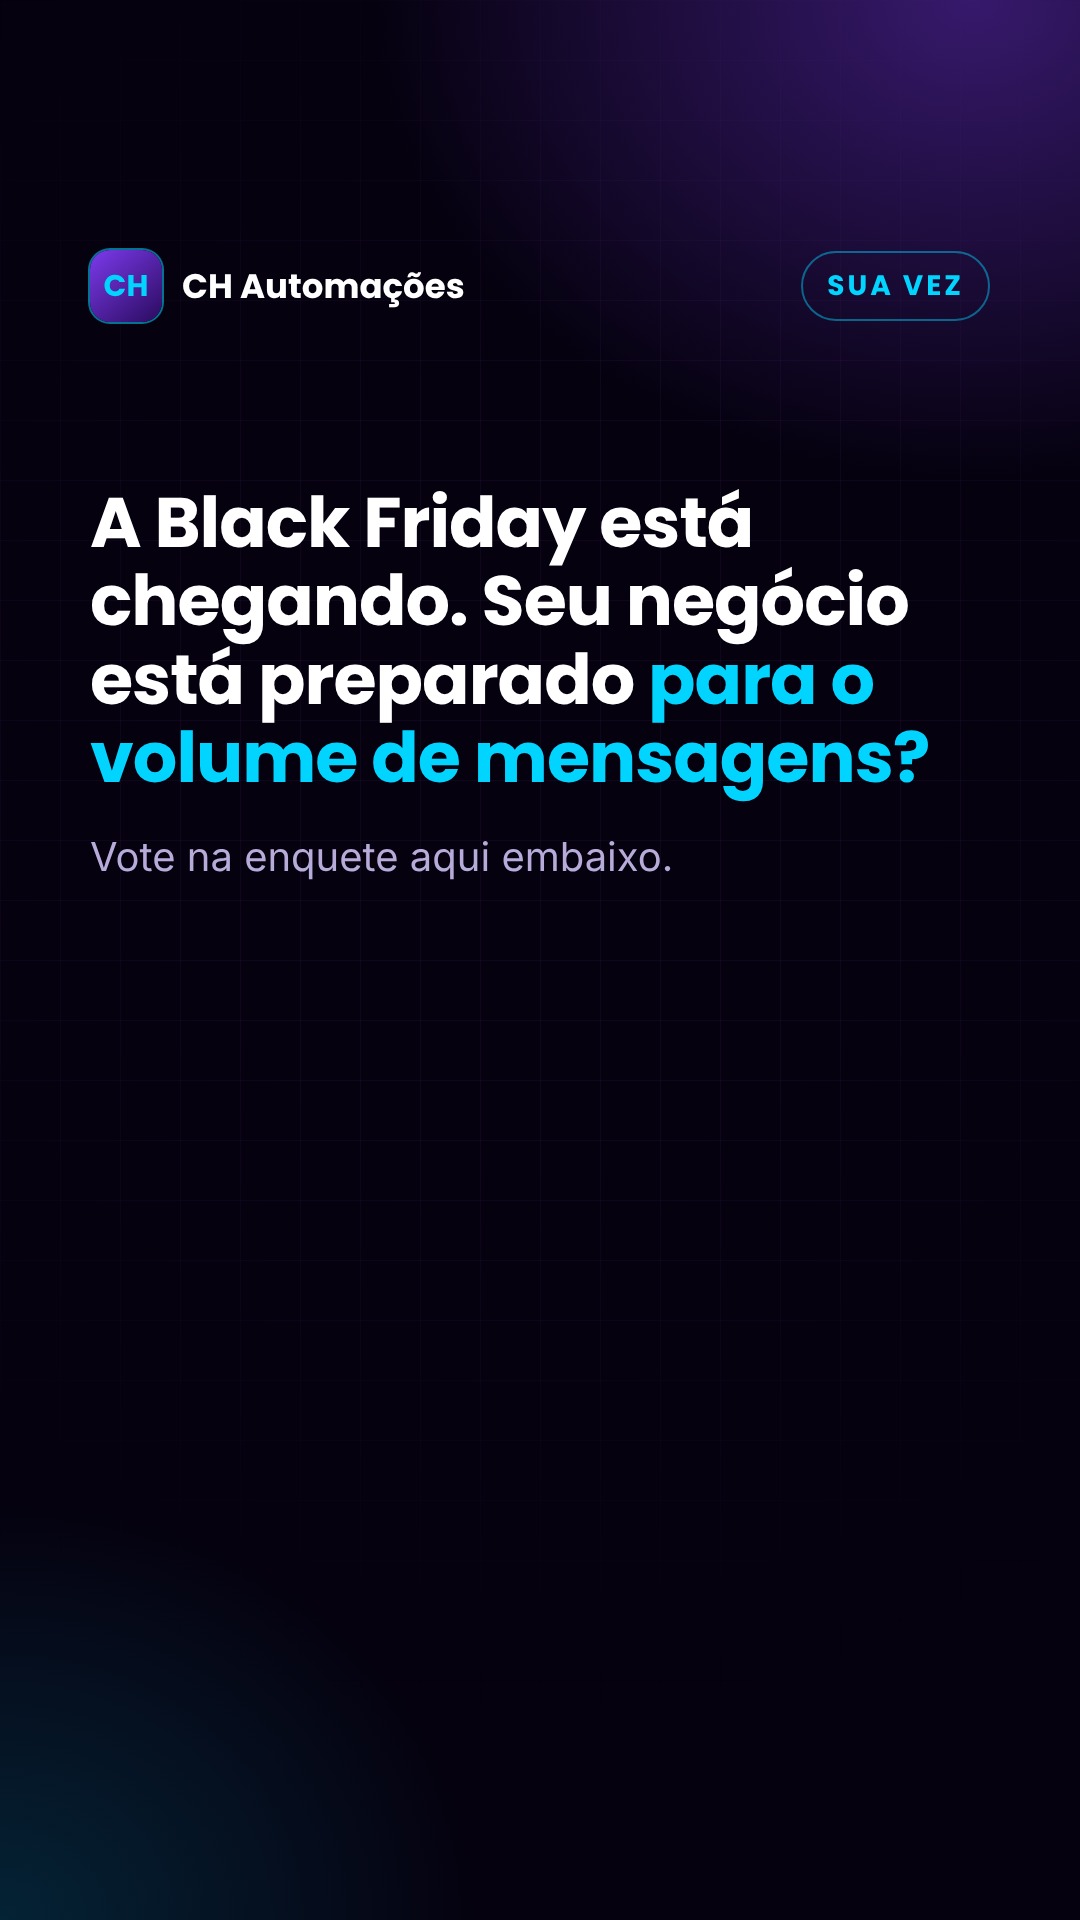 CH
CH Automações
SUA VEZ
A Black Friday está
chegando. Seu negócio
está preparado para o
volume de mensagens?
Vote na enquete aqui embaixo.